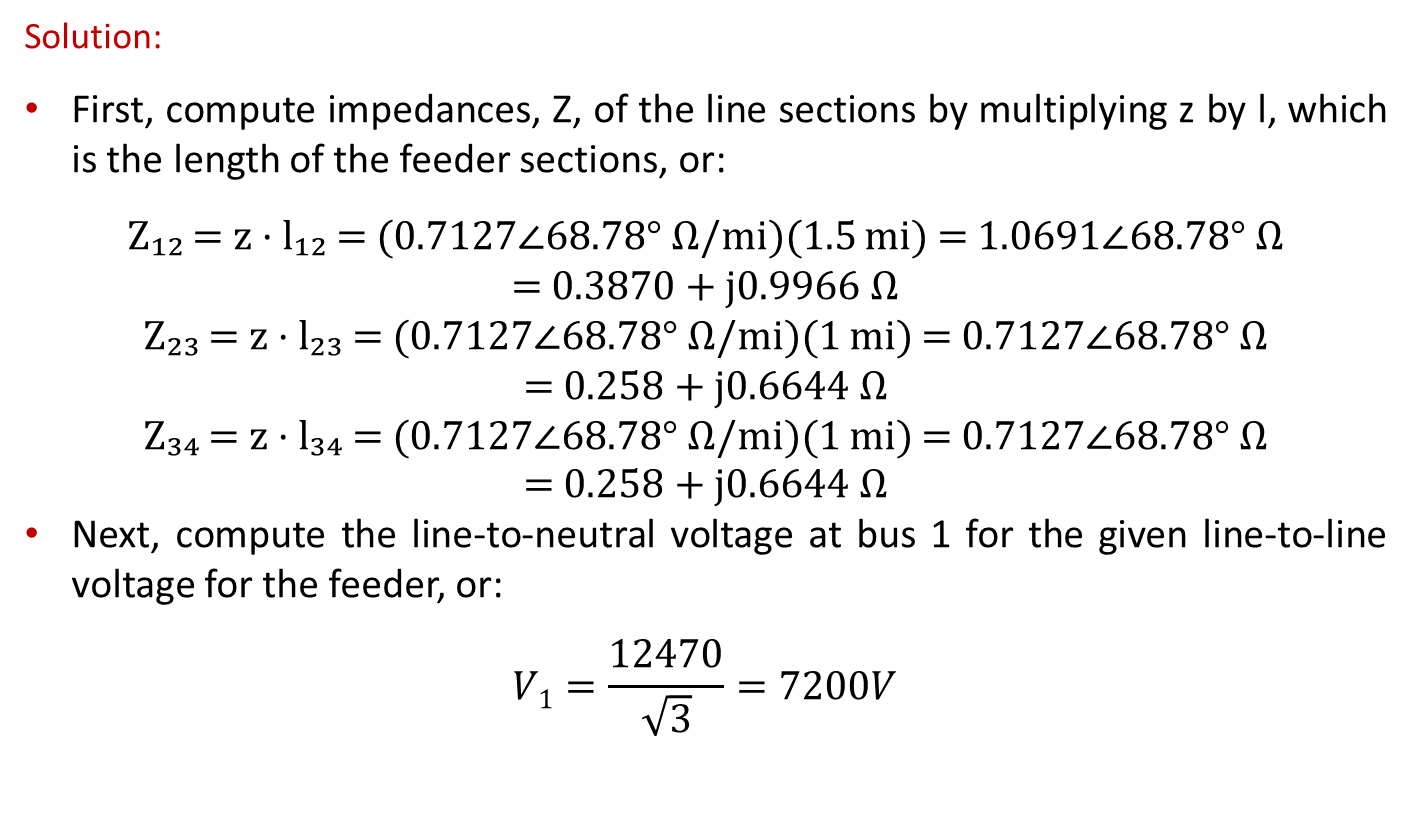 Solution:
• First, compute impedances, Z, of the line sections by multiplying z by l, which
is the length of the feeder sections, or:
Z₁₂ = z · l₁₂ = (0.7127∠68.78° Ω/mi)(1.5 mi) = 1.0691∠68.78° Ω
= 0.3870 + j0.9966 Ω
Z₂₃ = z · l₂₃ = (0.7127∠68.78° Ω/mi)(1 mi) = 0.7127∠68.78° Ω
= 0.258 + j0.6644 Ω
Z₃₄ = z · l₃₄ = (0.7127∠68.78° Ω/mi)(1 mi) = 0.7127∠68.78° Ω
= 0.258 + j0.6644 Ω
• Next, compute the line-to-neutral voltage at bus 1 for the given line-to-line
voltage for the feeder, or:
V₁ = 12470/√3 = 7200V